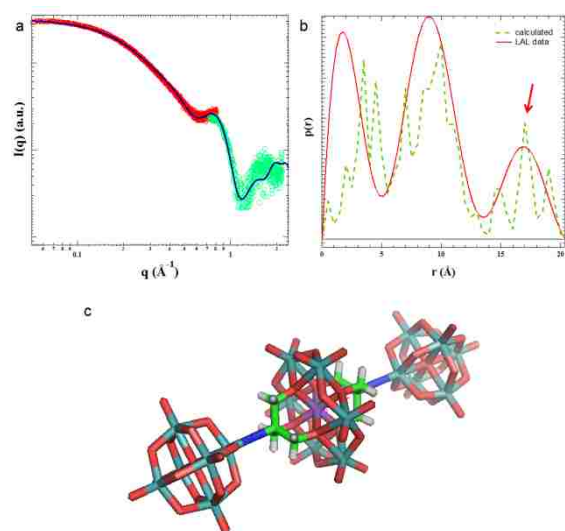 a
I(q) (a.u.)
0.1
1
q (Å⁻¹)
b
calculated
LAL data
p(r)
0
5
10
15
20
r (Å)
c